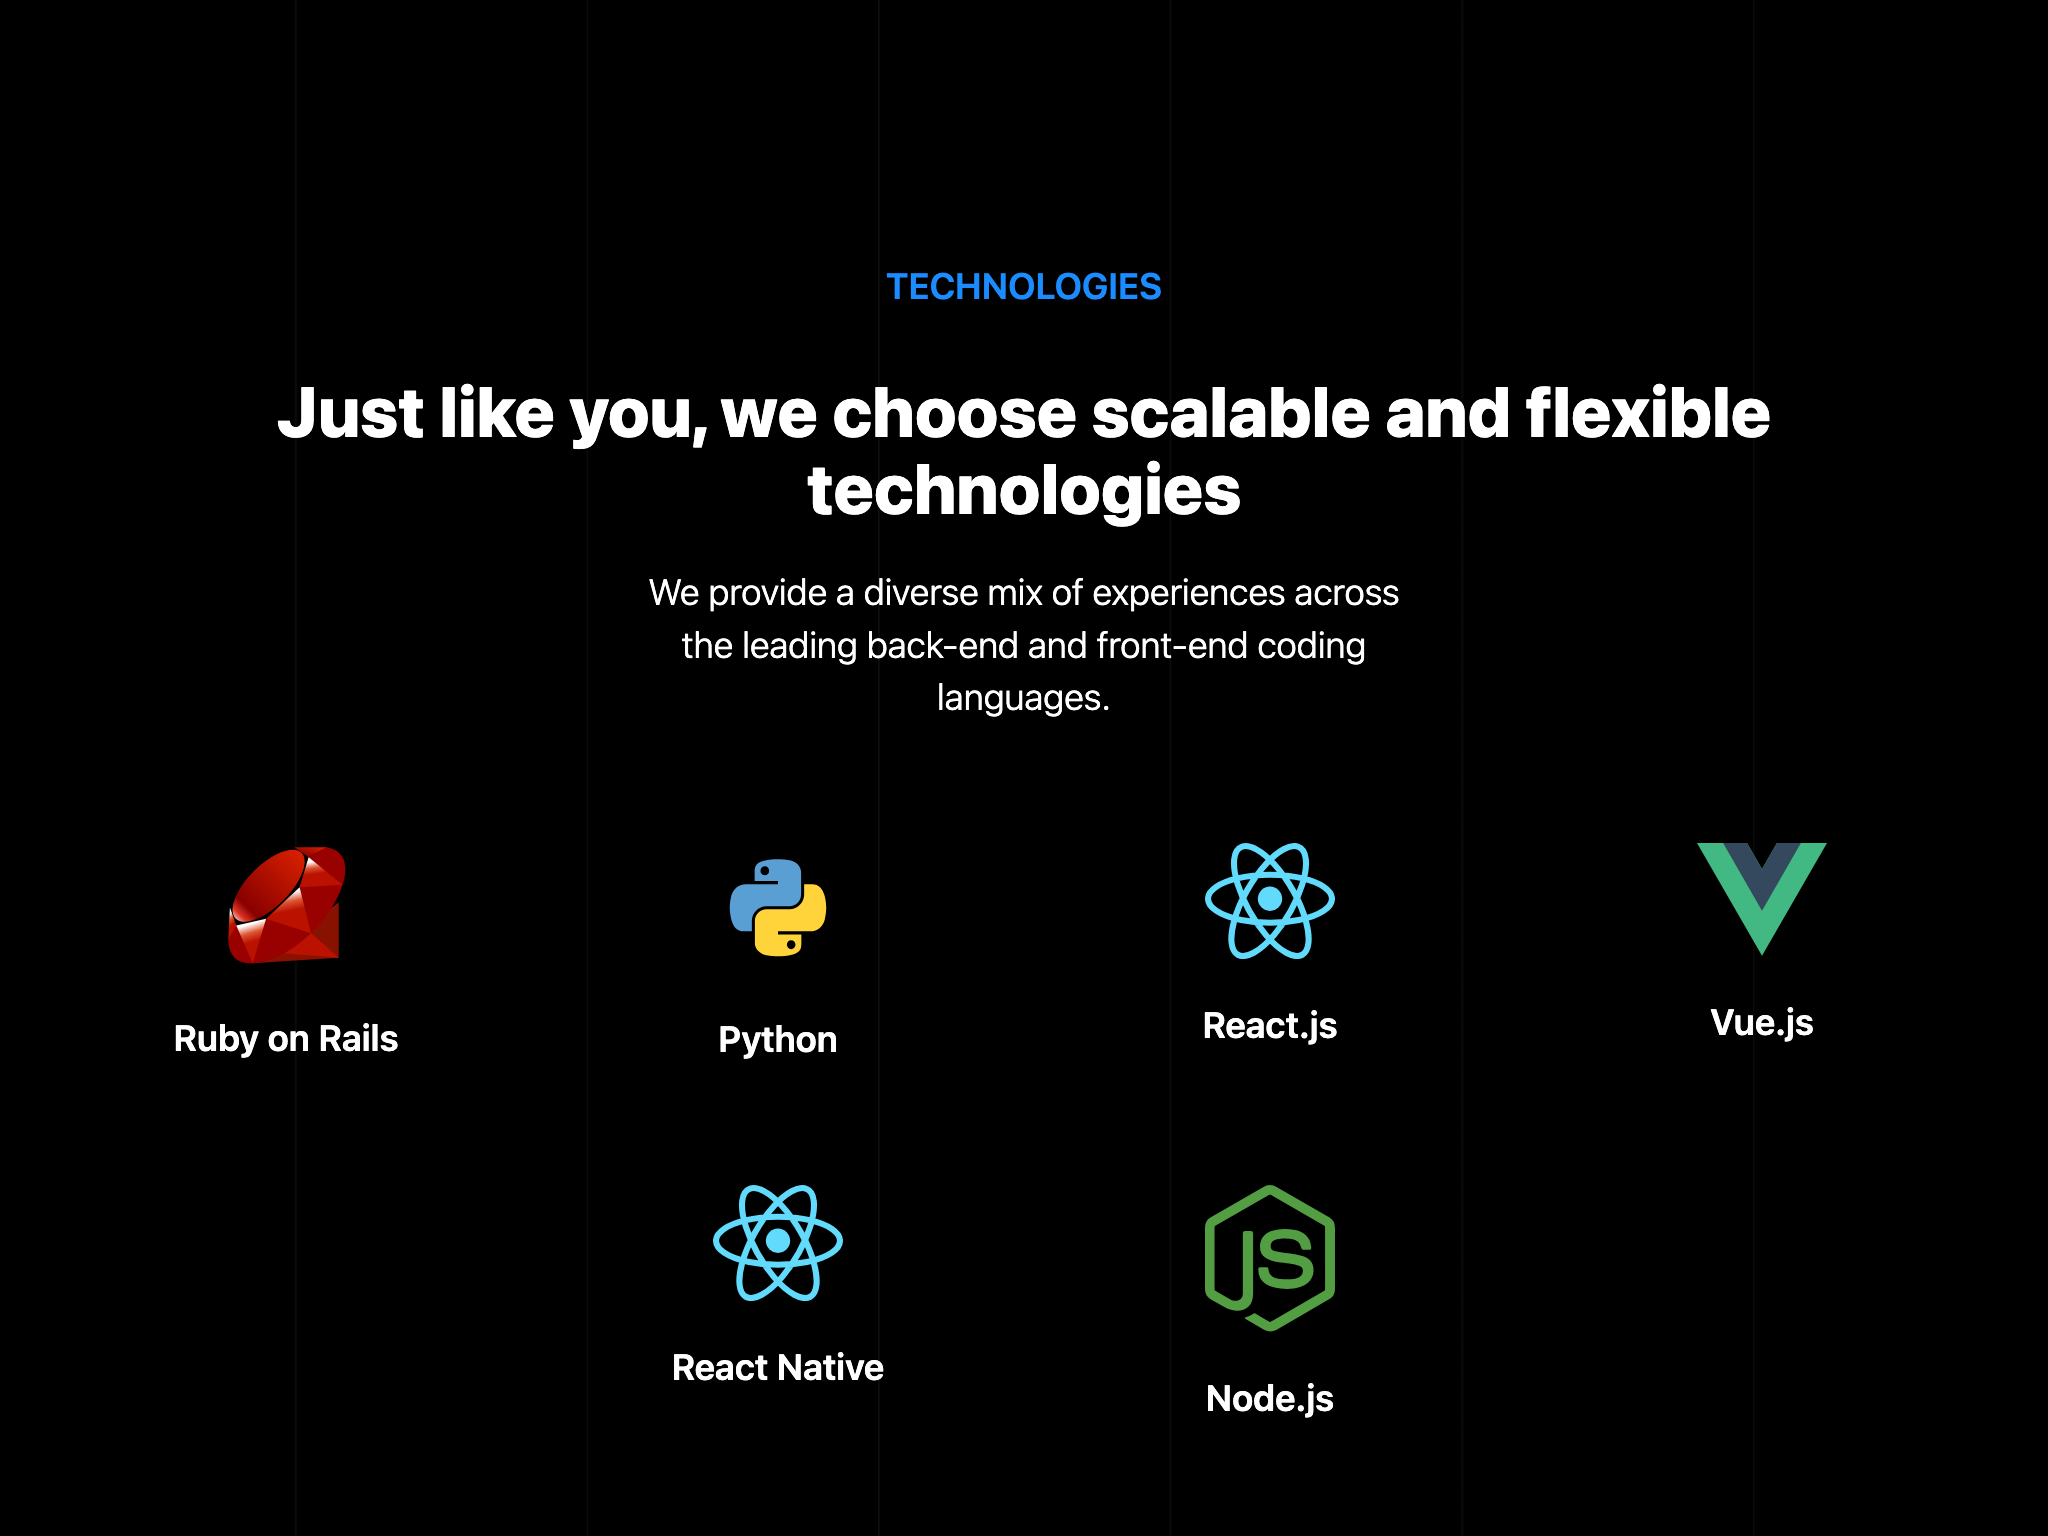 TECHNOLOGIES
Just like you, we choose scalable and flexible
technologies
We provide a diverse mix of experiences across
the leading back-end and front-end coding
languages.
Ruby on Rails
Python
React.js
Vue.js
React Native
JS
Node.js